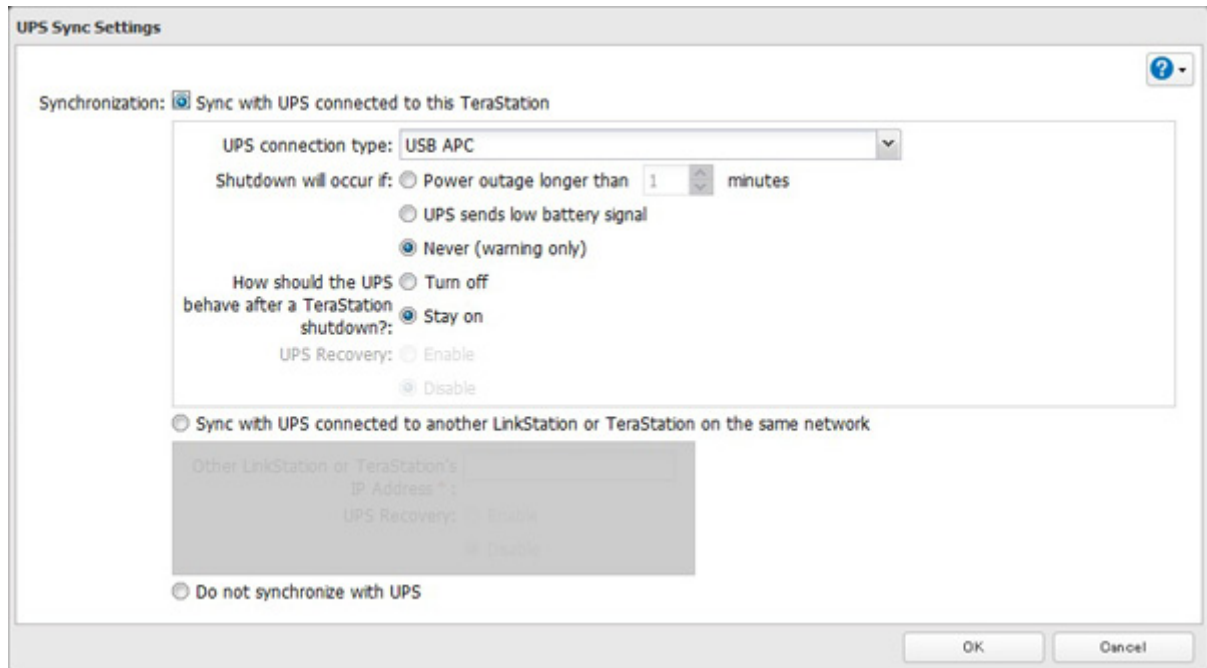 UPS Sync Settings
?
Synchronization: Sync with UPS connected to this TeraStation
UPS connection type: USB APC
Shutdown will occur if: Power outage longer than 1 minutes
UPS sends low battery signal
Never (warning only)
How should the UPS behave after a TeraStation shutdown?: Turn off
Stay on
UPS Recovery: Enable
Disable
Sync with UPS connected to another LinkStation or TeraStation on the same network
Other LinkStation or TeraStation's
IP Address * :
UPS Recovery: Enable
Disable
Do not synchronize with UPS
OK Cancel